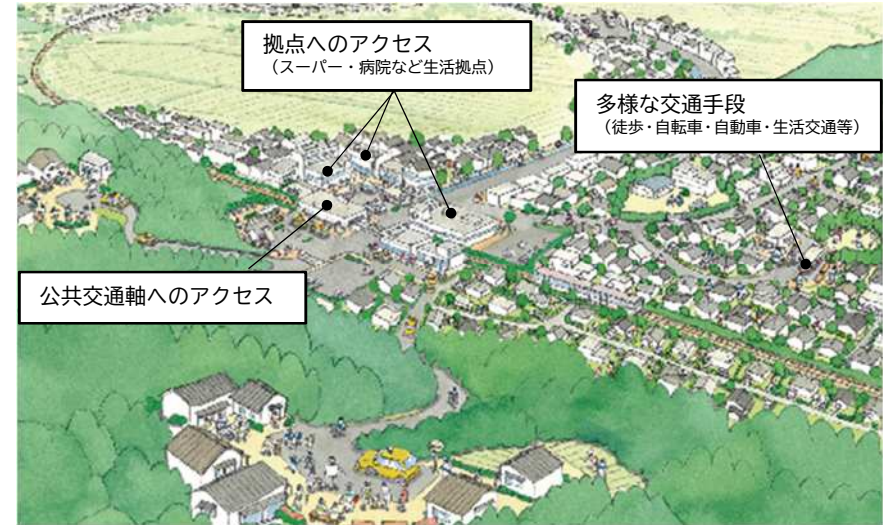 拠点へのアクセス
（スーパー・病院など生活拠点）
多様な交通手段
（徒歩・自転車・自動車・生活交通等）
公共交通軸へのアクセス